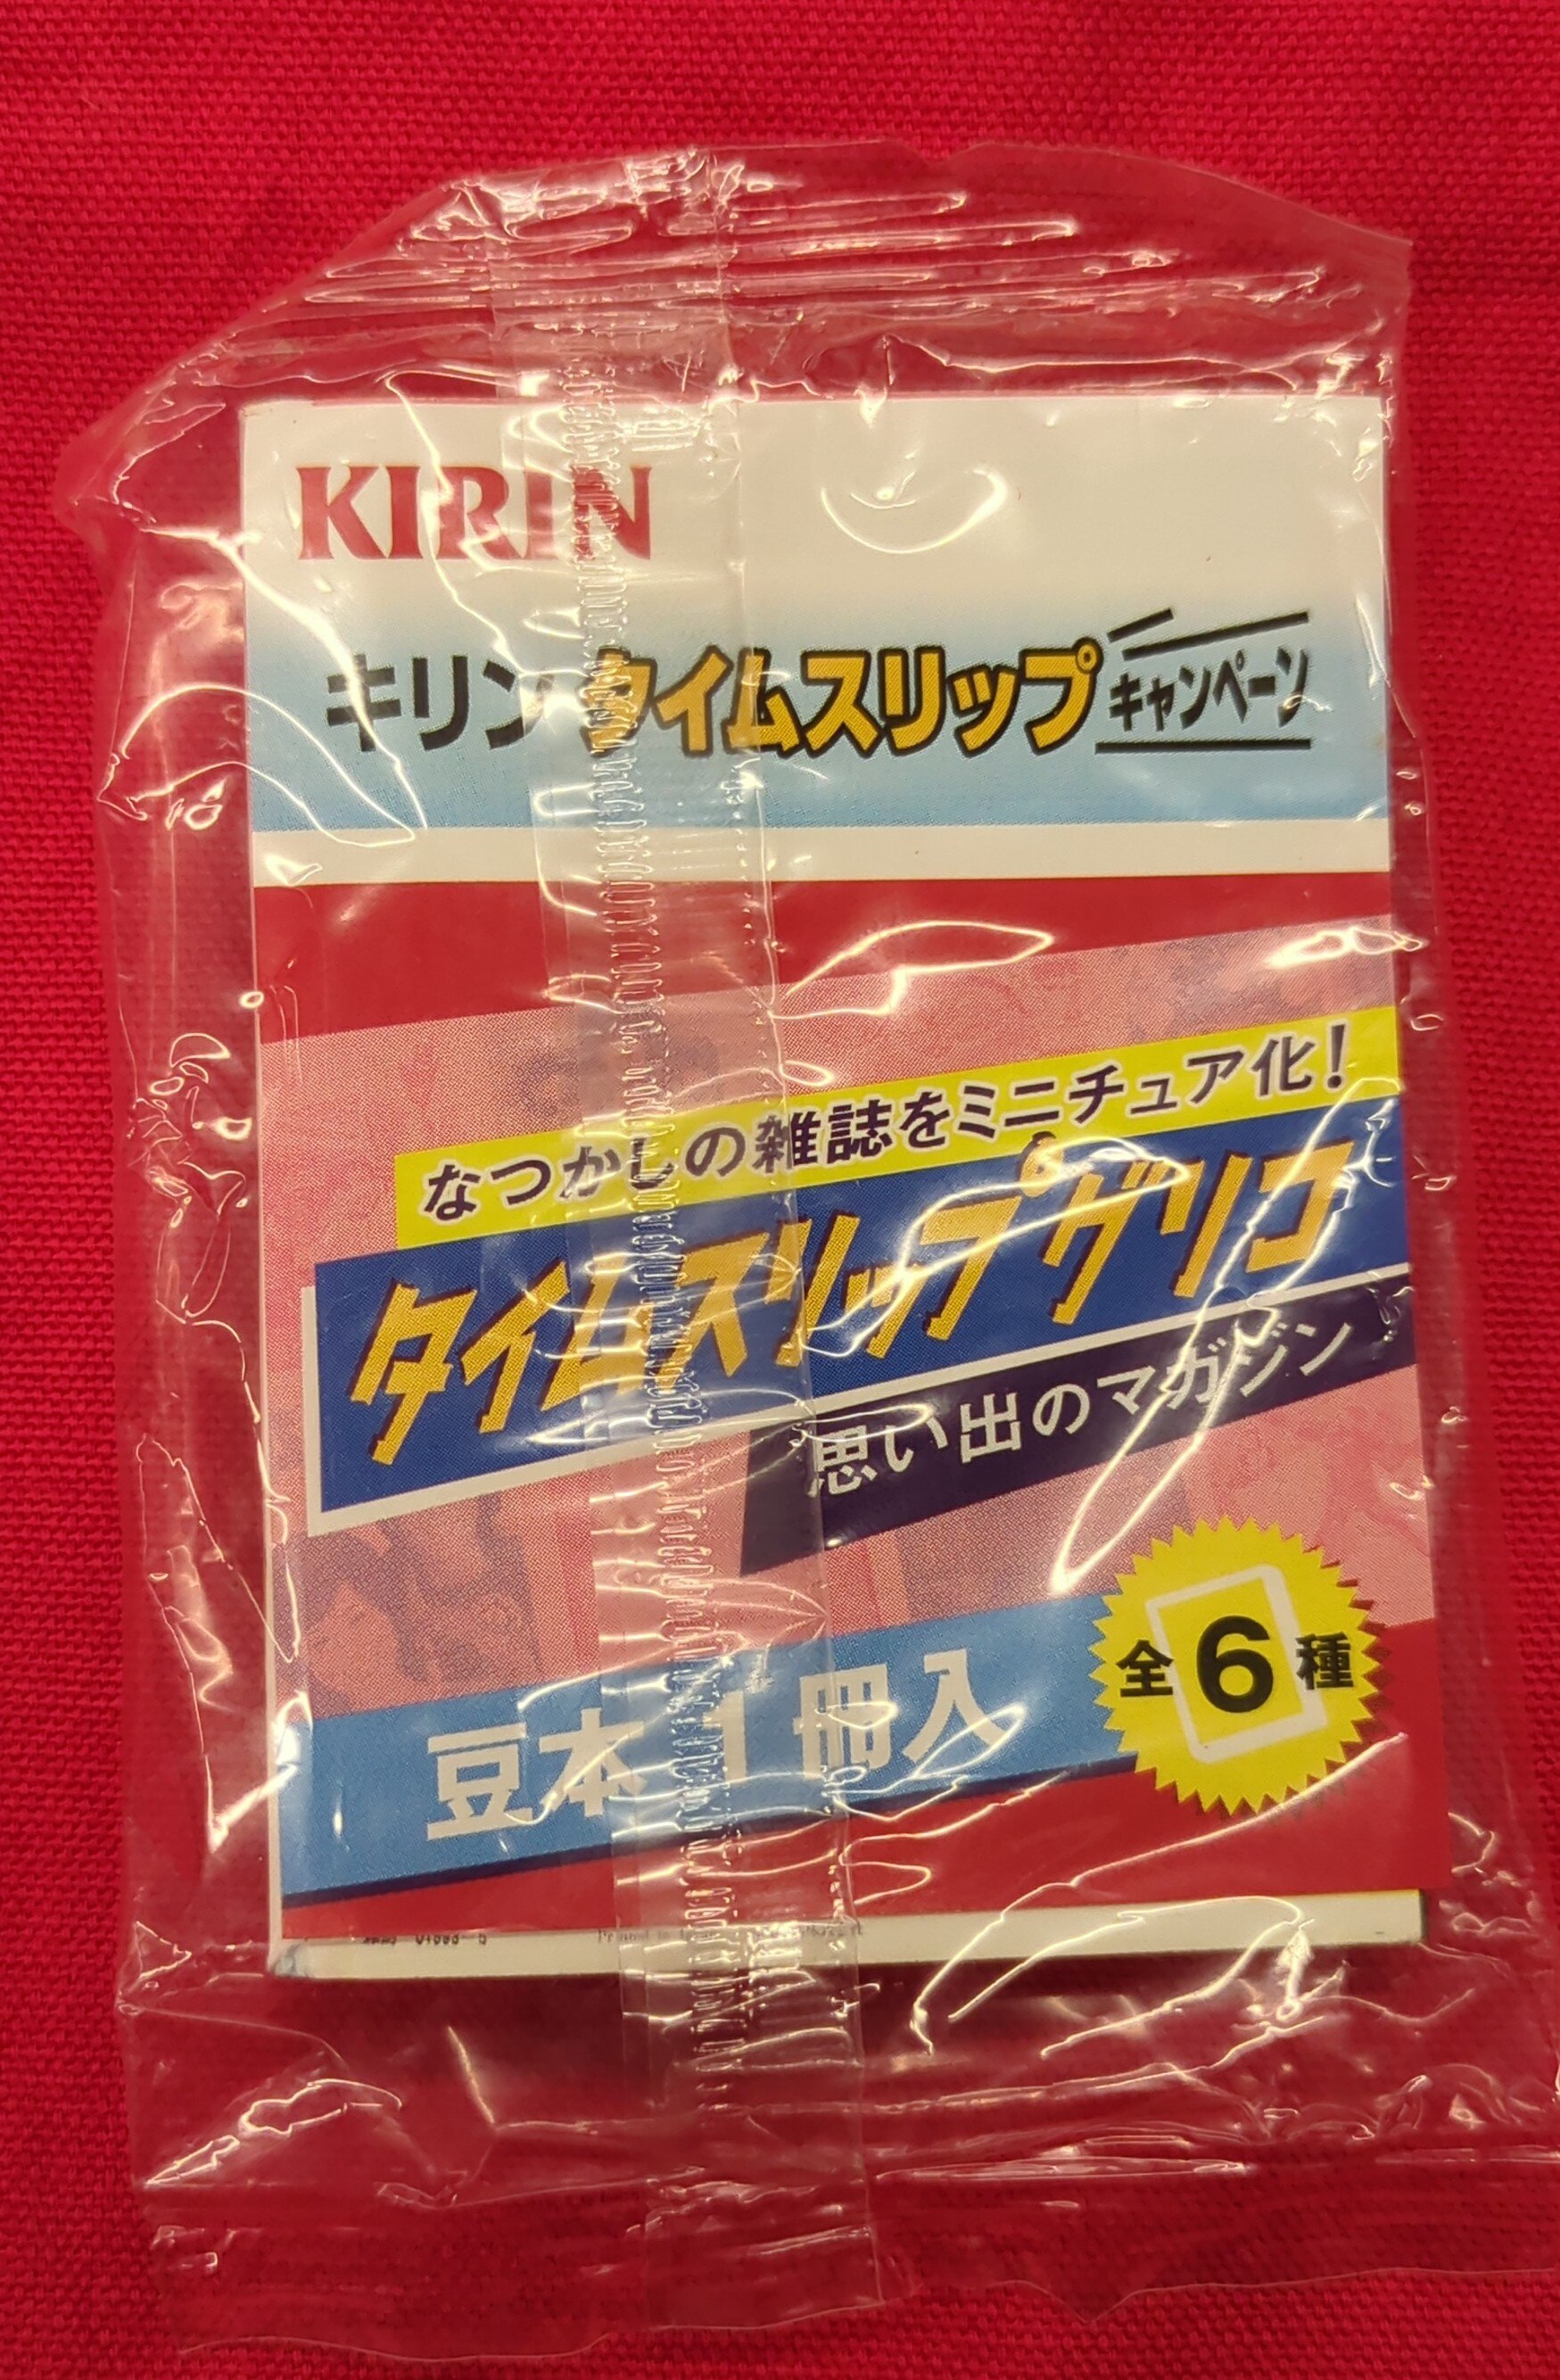 KIRIN
キリン タイムスリップ キャンペーン
なつかしの雑誌をミニチュア化!
タイムスリップグリコ
思い出のマガジン
全6種
豆本1冊入